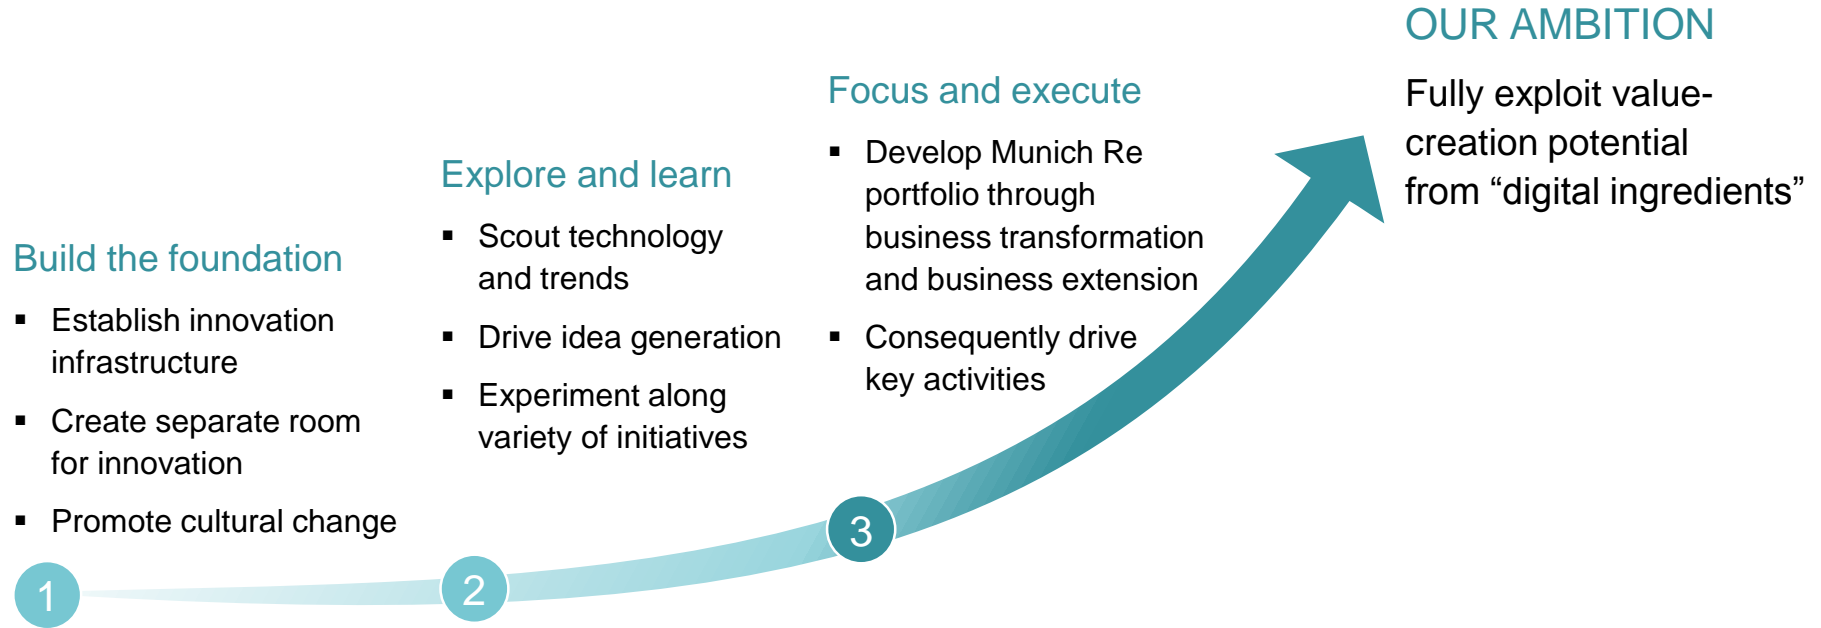 Build the foundation
▪ Establish innovation
infrastructure
▪ Create separate room
for innovation
▪ Promote cultural change
1
Explore and learn
▪ Scout technology
and trends
▪ Drive idea generation
▪ Experiment along
variety of initiatives
2
Focus and execute
▪ Develop Munich Re
portfolio through
business transformation
and business extension
▪ Consequently drive
key activities
3
OUR AMBITION
Fully exploit value-
creation potential
from “digital ingredients”